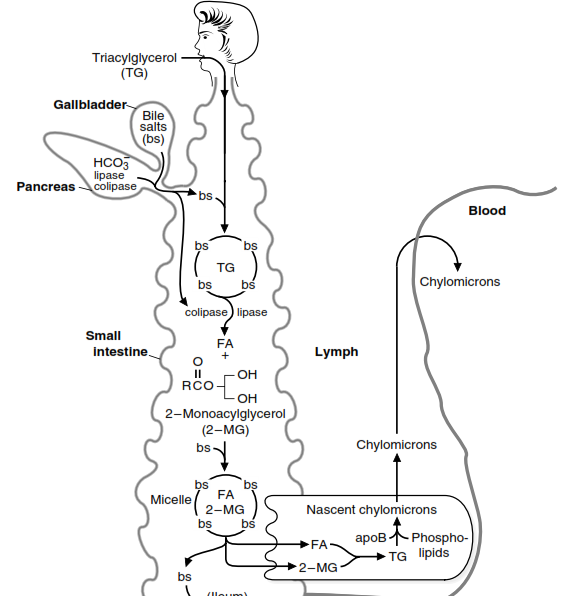 Triacylglycerol
(TG)
Gallbladder
Bile
salts
(bs)
HCO3−
lipase
colipase
Pancreas
bs
Blood
bs bs
TG
bs bs
Chylomicrons
colipase lipase
FA
+
Small
intestine
Lymph
O
RCO
OH
OH
2–Monoacylglycerol
(2–MG)
bs
Chylomicrons
bs bs
Micelle
FA
2–MG
bs bs
Nascent chylomicrons
apoB
Phospho-
lipids
FA
TG
2–MG
bs
(Ileum)